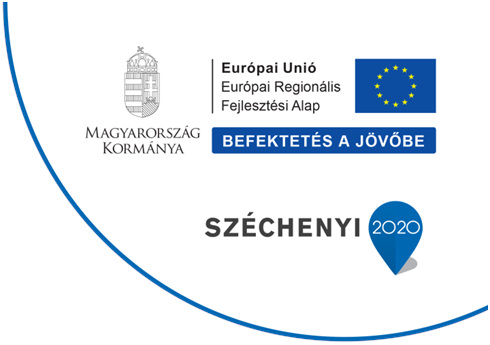 MAGYARORSZÁG
KORMÁNYA
Európai Unió
Európai Regionális
Fejlesztési Alap
BEFEKTETÉS A JÖVŐBE
SZÉCHENYI 2020